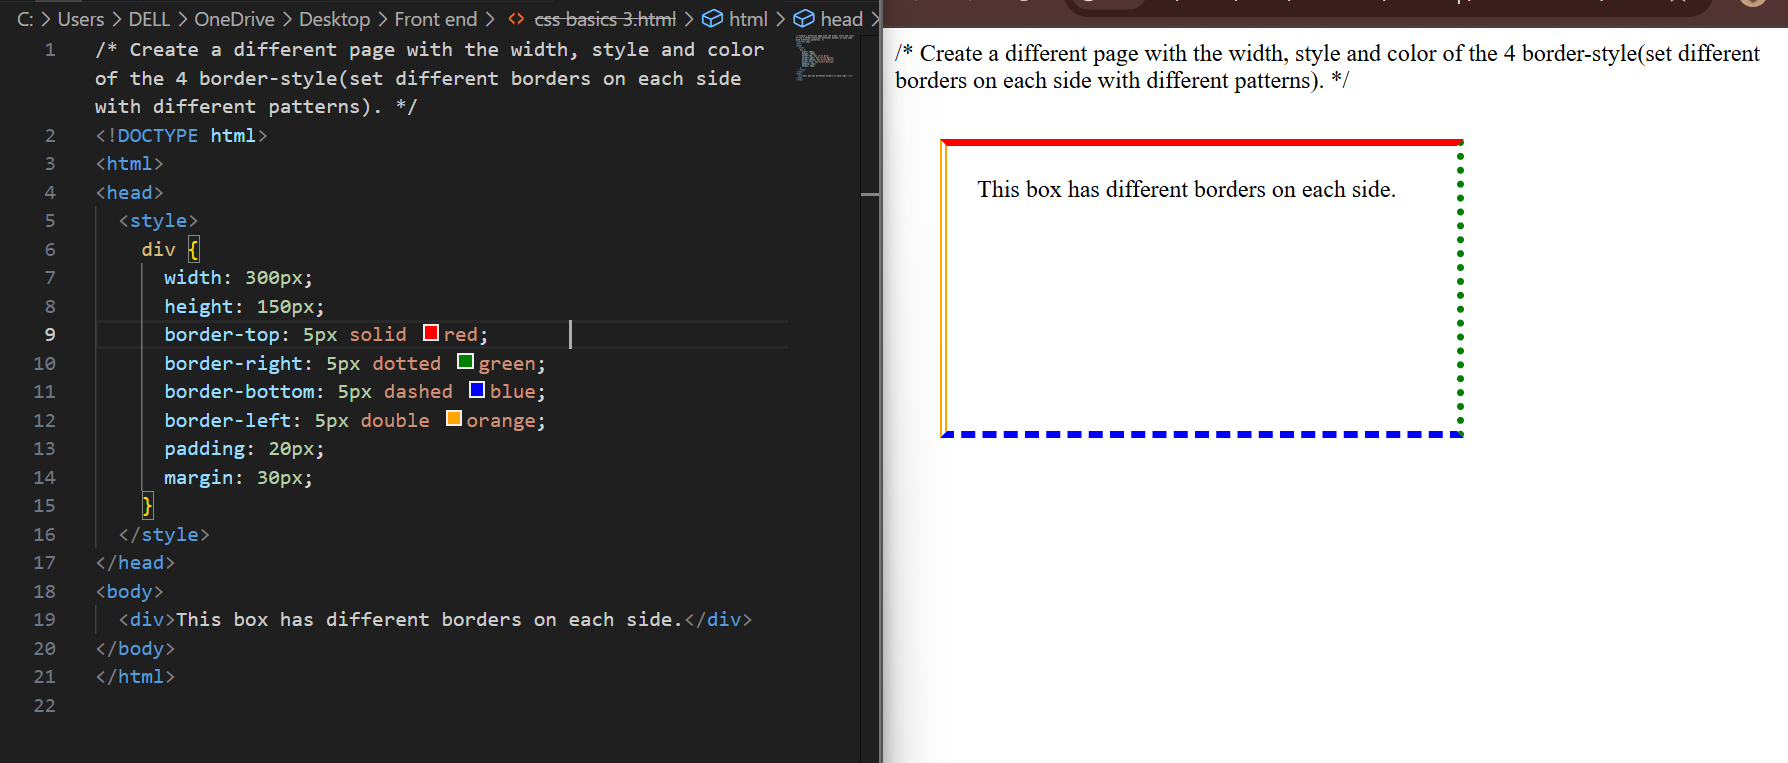 C: > Users > DELL > OneDrive > Desktop > Front end > <> css basics 3.html > html > head >
1 /* Create a different page with the width, style and color
of the 4 border-style(set different borders on each side
with different patterns). */
2 <!DOCTYPE html>
3 <html>
4 <head>
5 <style>
6 div {
7 width: 300px;
8 height: 150px;
9 border-top: 5px solid red;
10 border-right: 5px dotted green;
11 border-bottom: 5px dashed blue;
12 border-left: 5px double orange;
13 padding: 20px;
14 margin: 30px;
15 }
16 </style>
17 </head>
18 <body>
19 <div>This box has different borders on each side.</div>
20 </body>
21 </html>
22
/* Create a different page with the width, style and color of the 4 border-style(set different
borders on each side with different patterns). */
This box has different borders on each side.